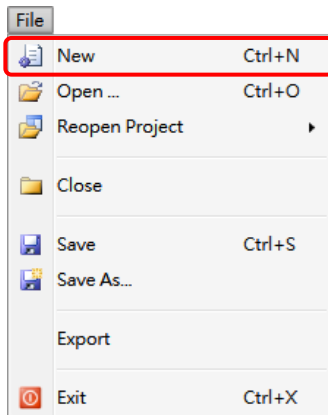 File
New Ctrl+N
Open ... Ctrl+O
Reopen Project
Close
Save Ctrl+S
Save As...
Export
Exit Ctrl+X